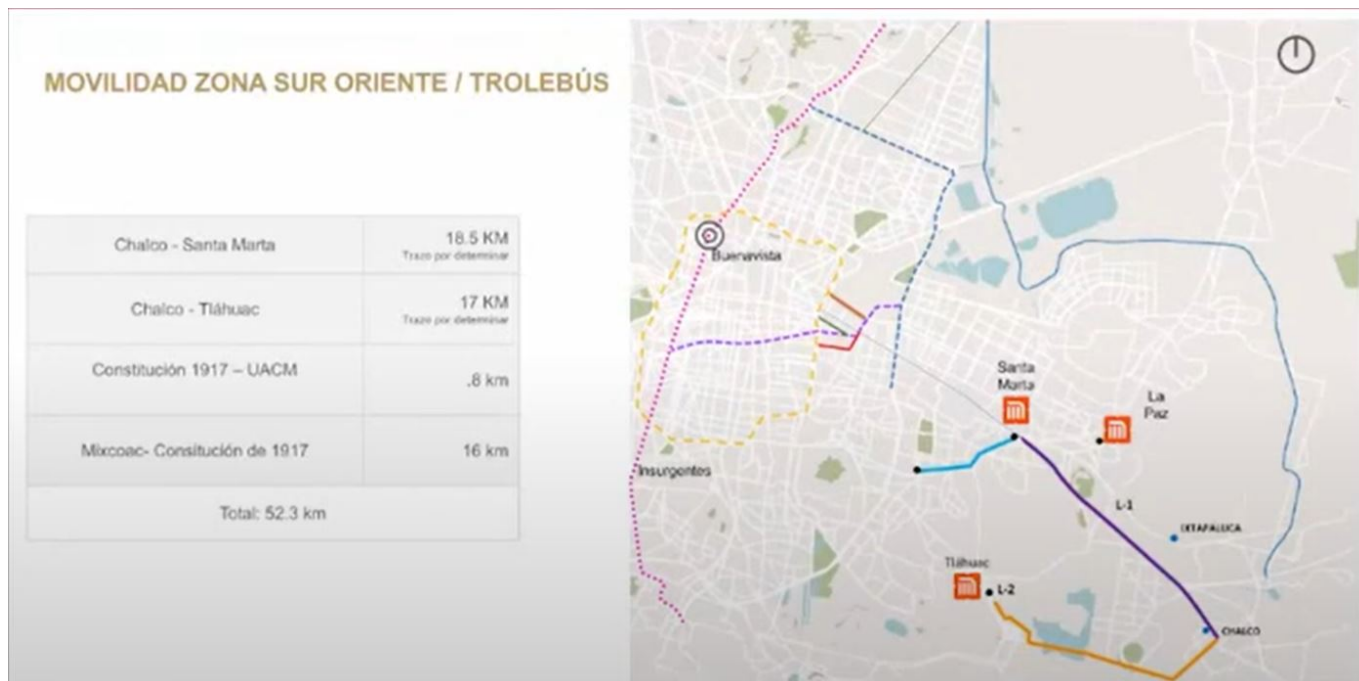 MOVILIDAD ZONA SUR ORIENTE / TROLEBÚS
Chalco - Santa Marta
18.5 KM
Trazo por determinar
Chalco - Tláhuac
17 KM
Trazo por determinar
Constitución 1917 – UACM
.8 km
Mixcoac- Consitución de 1917
16 km
Total: 52.3 km
Buenavista
Insurgentes
Santa
Marta
La
Paz
L-1
IXTAPALUCA
Tláhuac
L-2
CHALCO